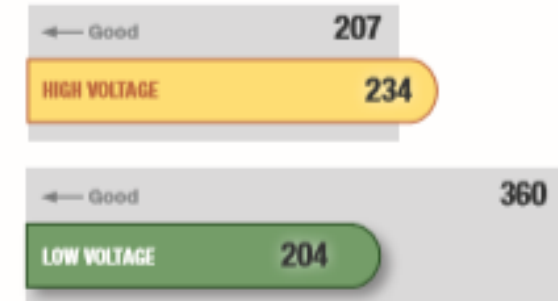 Good 207
HIGH VOLTAGE 234
Good 360
LOW VOLTAGE 204